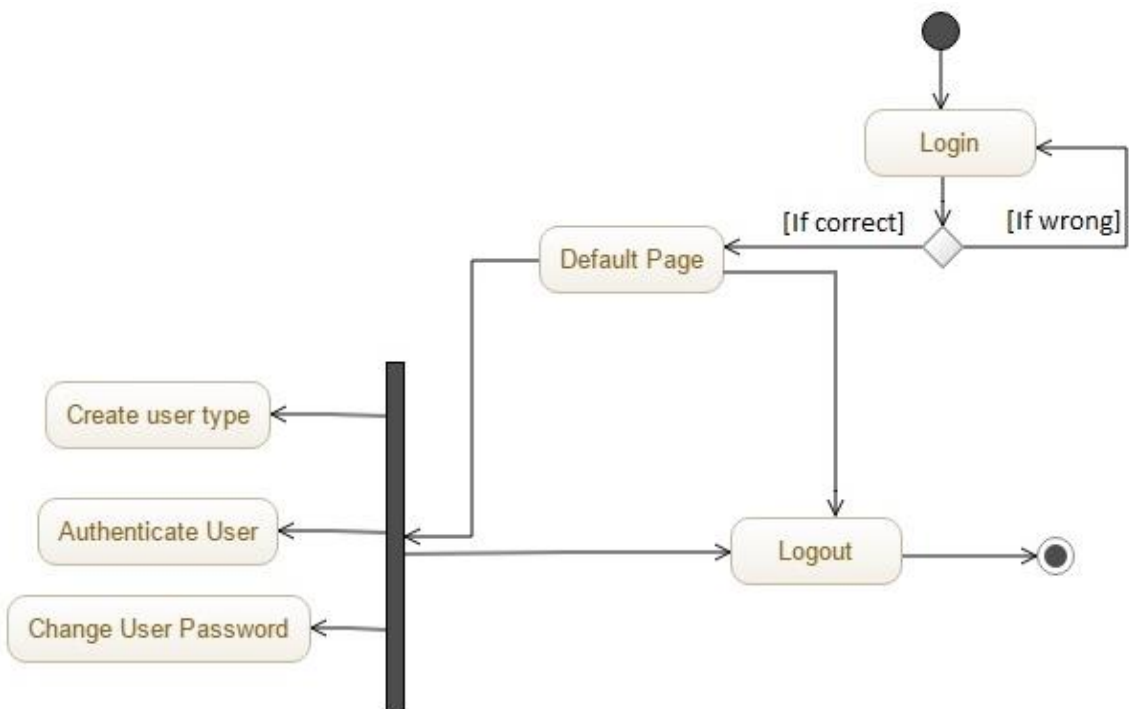 Login
[If correct]
[If wrong]
Default Page
Create user type
Authenticate User
Logout
Change User Password